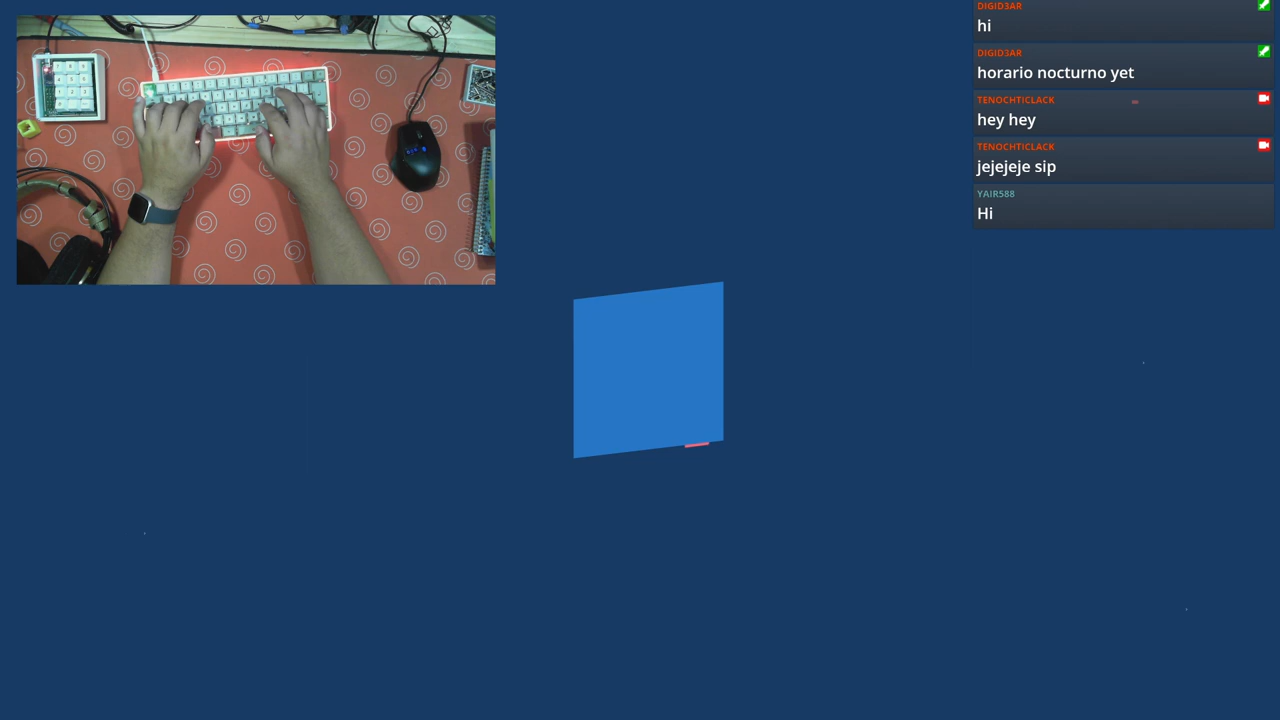 DIGID3AR
hi
DIGID3AR
horario nocturno yet
TENOCHTICLACK
hey hey
TENOCHTICLACK
jejejeje sip
YAIR588
Hi